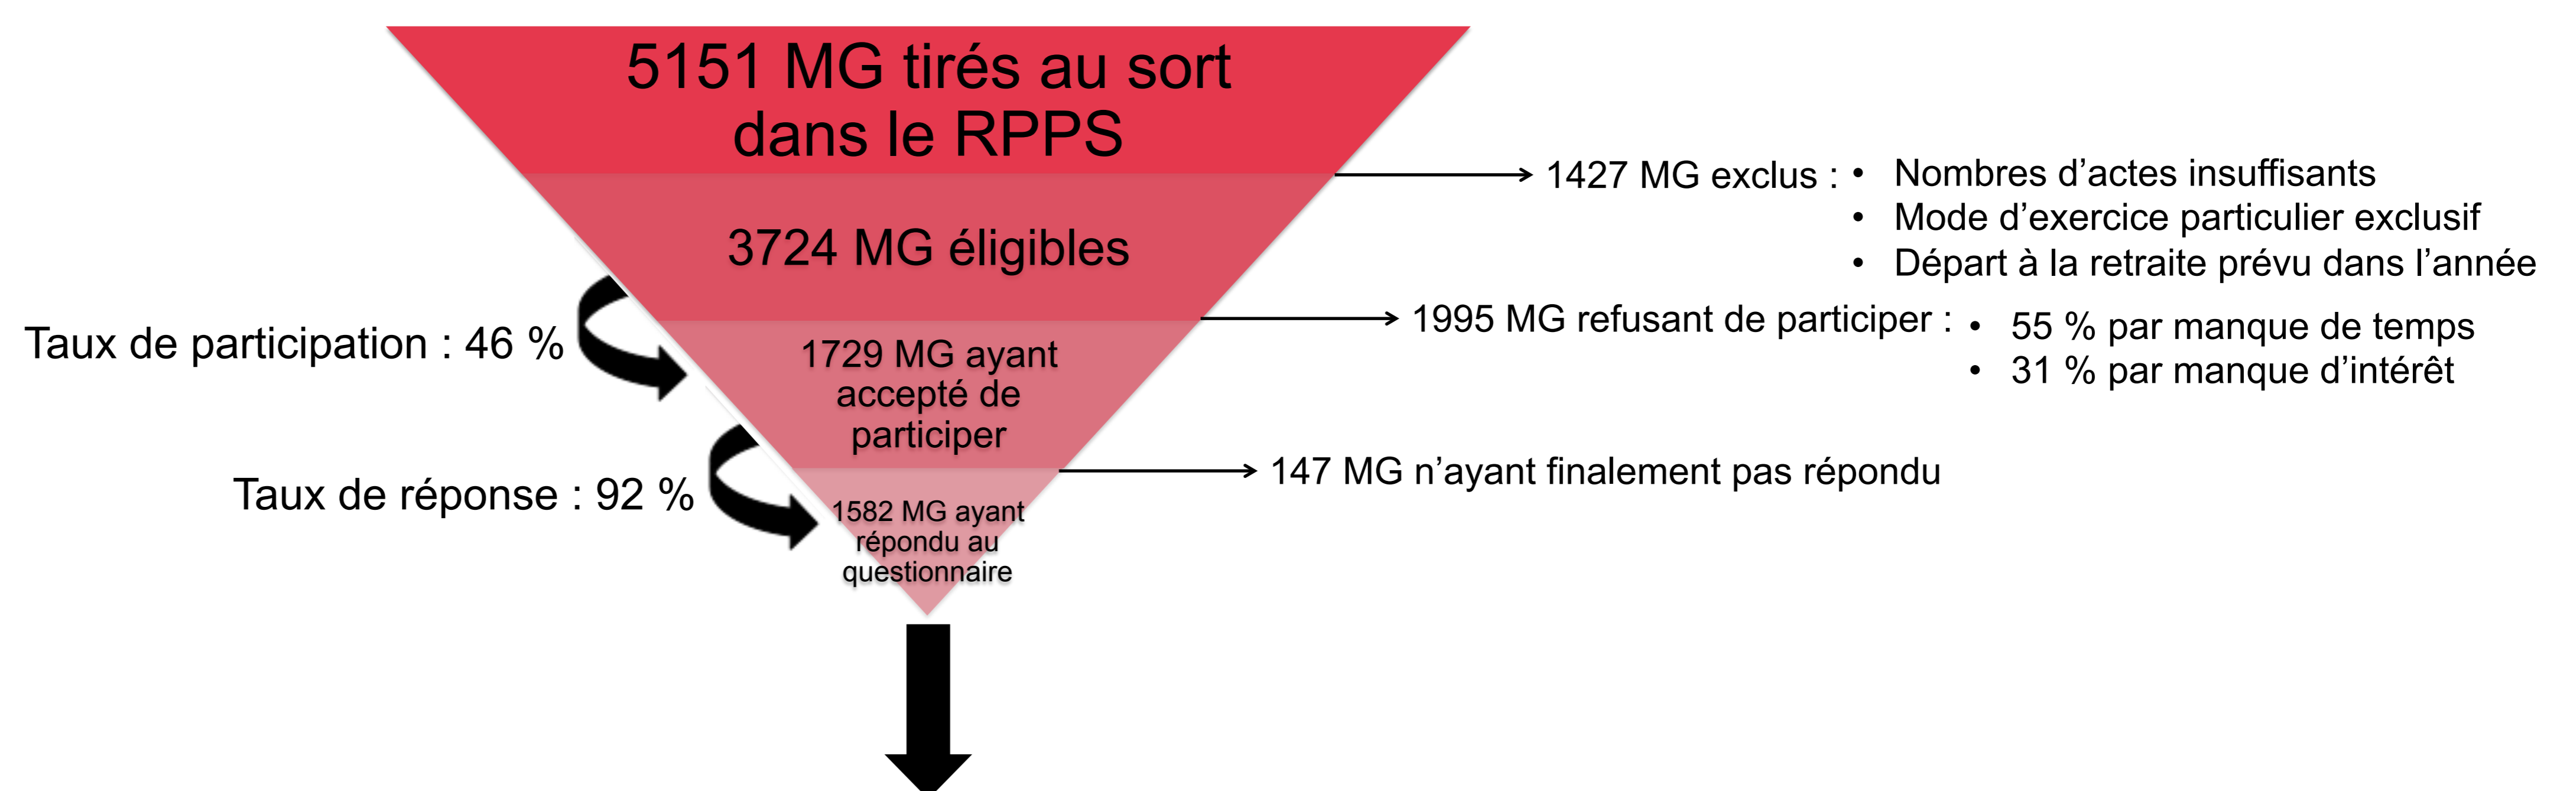 5151 MG tirés au sort
dans le RPPS
1427 MG exclus :
• Nombres d’actes insuffisants
• Mode d’exercice particulier exclusif
• Départ à la retraite prévu dans l’année
3724 MG éligibles
Taux de participation : 46 %
1995 MG refusant de participer :
• 55 % par manque de temps
• 31 % par manque d’intérêt
1729 MG ayant
accepté de
participer
Taux de réponse : 92 %
147 MG n’ayant finalement pas répondu
1582 MG ayant
répondu au
questionnaire